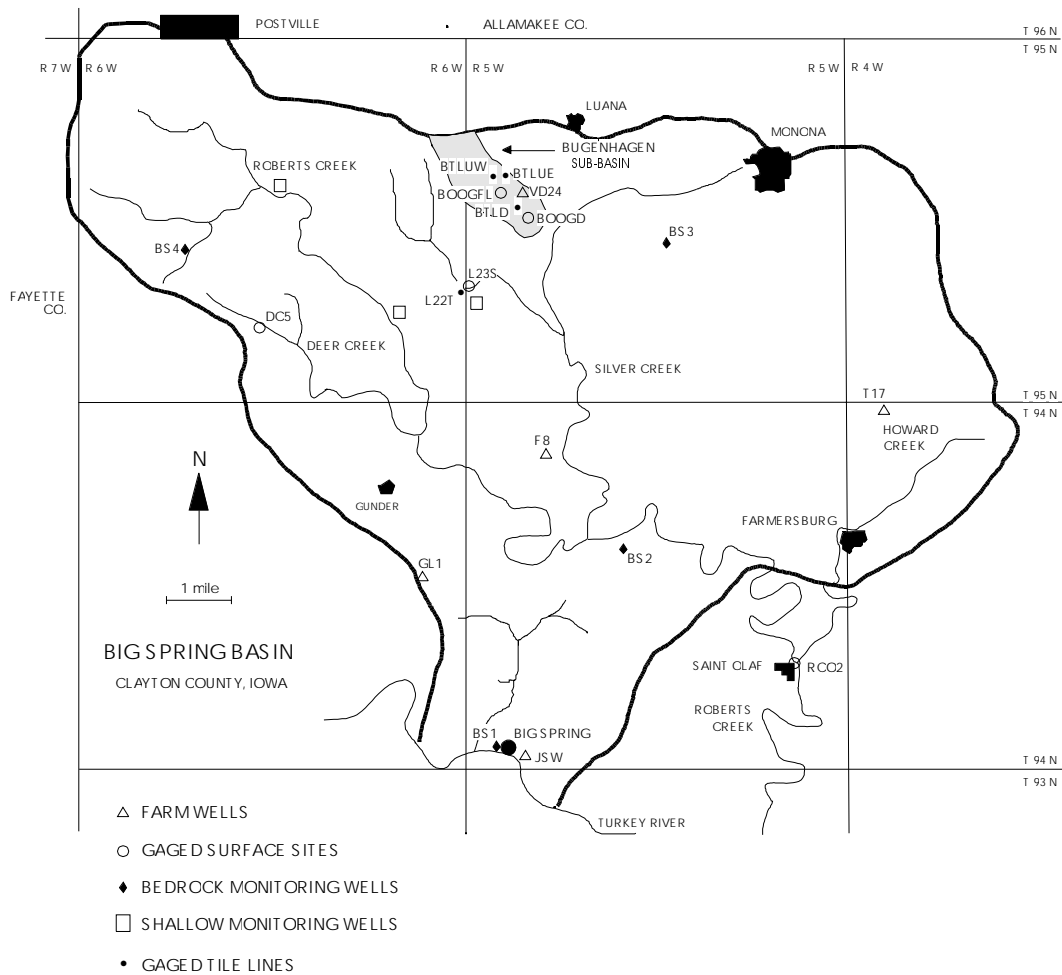 POSTVILLE
ALLAMAKEE CO.
T 96 N
T 95 N
R 7 W R 6 W
R 6 W R 5 W
R 5 W R 4 W
LUANA
MONONA
BUGENHAGEN
SUB-BASIN
ROBERTS CREEK
BTLUW
BTLUE
BOOGFL
VD24
BTLD
BOOGD
BS4
BS3
L23S
L22T
FAYETTE
CO.
DC5
DEER CREEK
SILVER CREEK
T17
T 95 N
T 94 N
HOWARD
CREEK
F8
N
GUNDER
FARMERSBURG
BS2
GL1
1 mile
BIG SPRING BASIN
CLAYTON COUNTY, IOWA
SAINT OLAF
RCO2
ROBERTS
CREEK
BS1
BIG SPRING
JSW
T 94 N
T 93 N
TURKEY RIVER
FARM WELLS
GAGED SURFACE SITES
BEDROCK MONITORING WELLS
SHALLOW MONITORING WELLS
GAGED TILE LINES